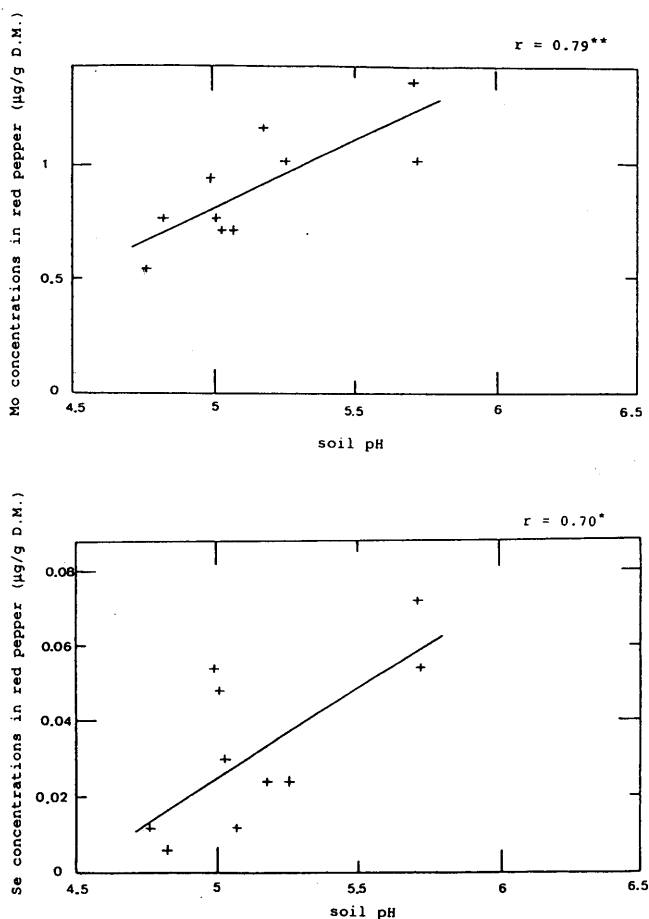 r = 0.79**
Mo concentrations in red pepper (µg/g D.M.)
1
0.5
0
4.5 5 5.5 6 6.5
soil pH
r = 0.70*
Se concentrations in red pepper (µg/g D.M.)
0.08
0.06
0.04
0.02
0
4.5 5 5.5 6 6.5
soil pH